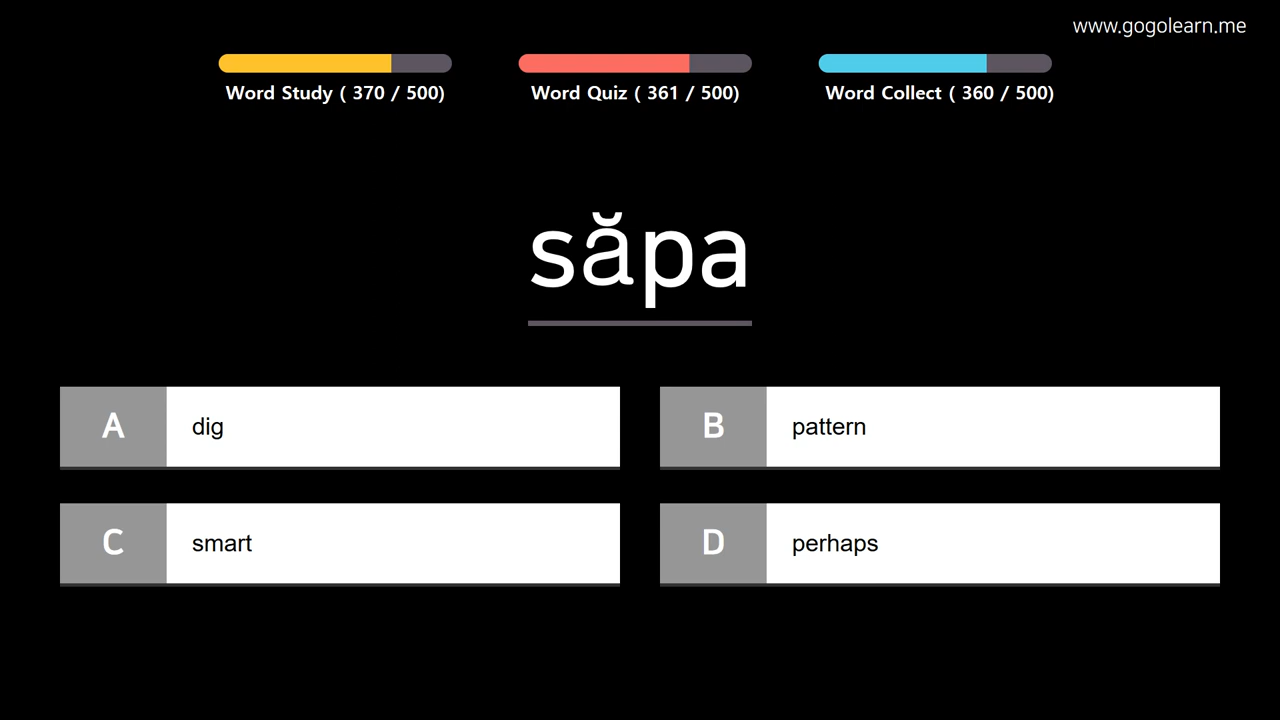 www.gogolearn.me
Word Study ( 370 / 500)
Word Quiz ( 361 / 500)
Word Collect ( 360 / 500)
săpa
A dig
B pattern
C smart
D perhaps